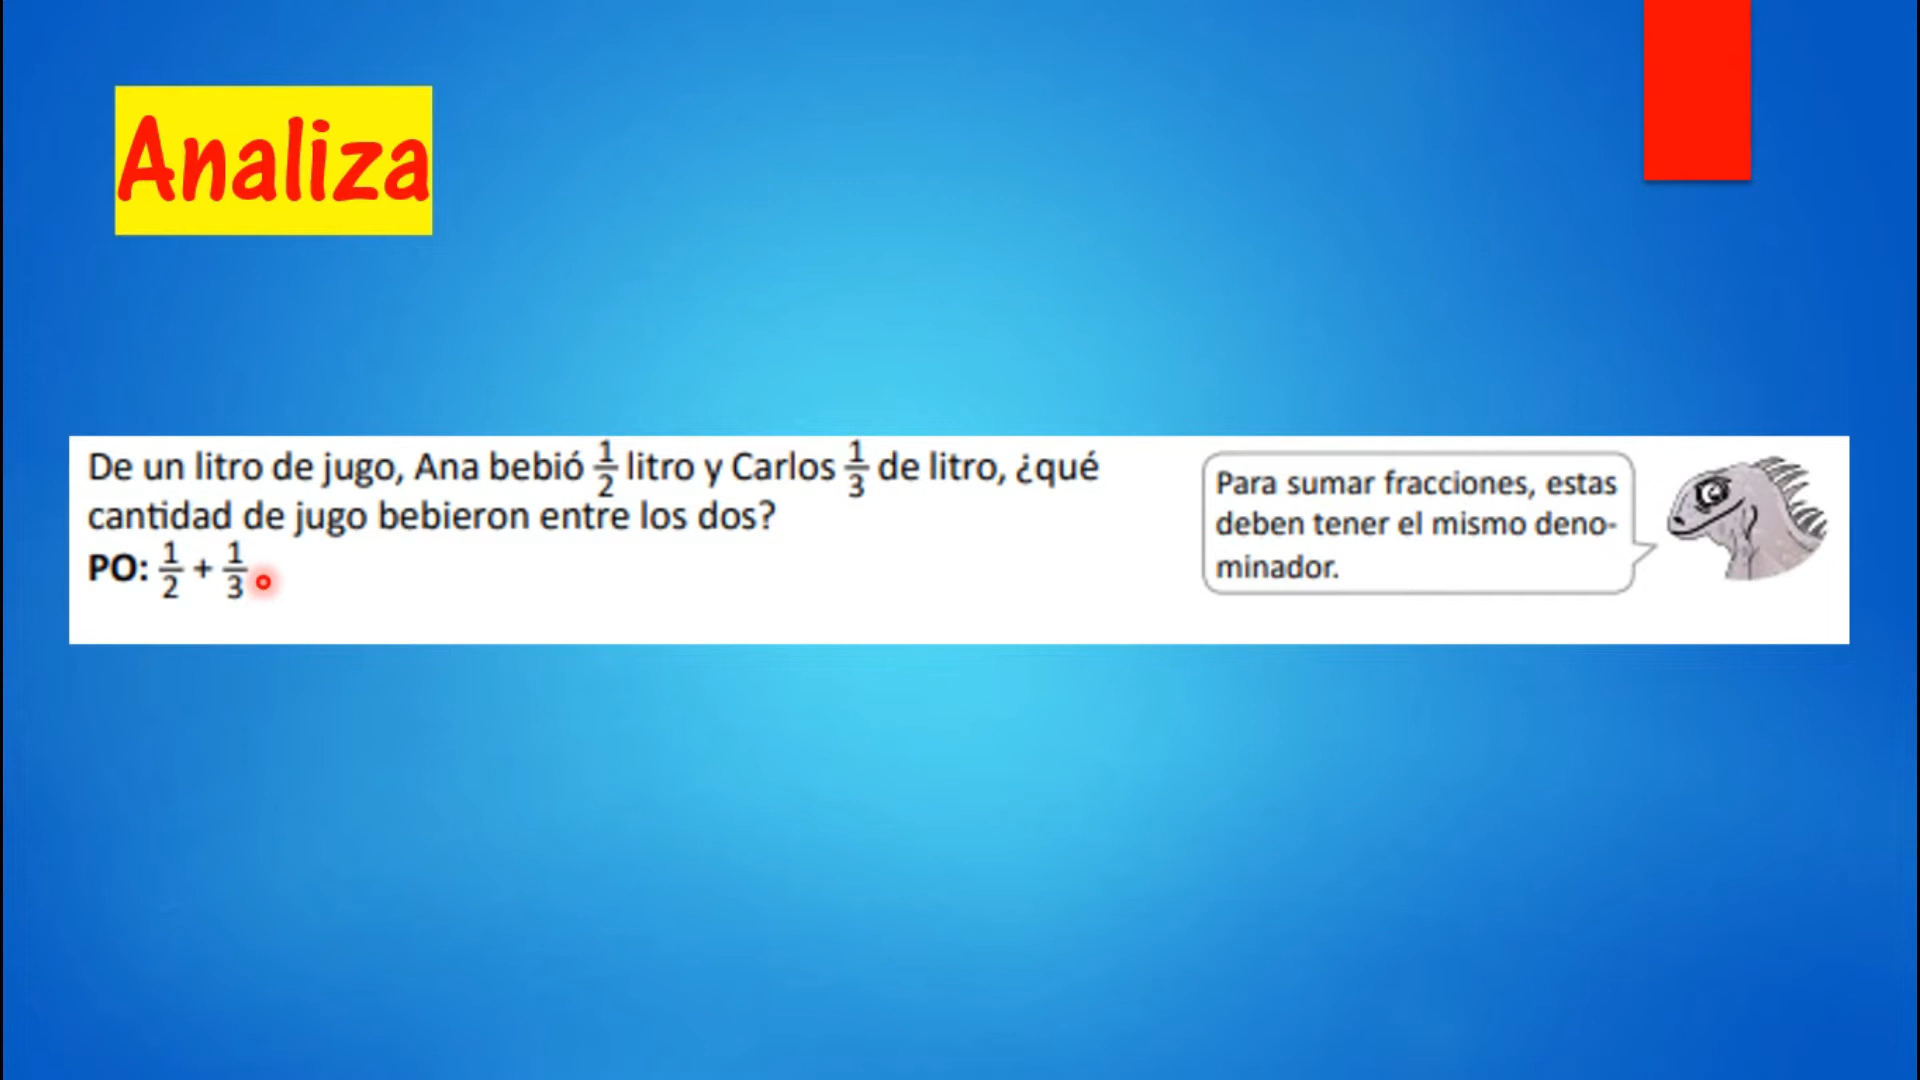 Analiza
De un litro de jugo, Ana bebió 1/2 litro y Carlos 1/3 de litro, ¿qué
cantidad de jugo bebieron entre los dos?
PO: 1/2 + 1/3
Para sumar fracciones, estas
deben tener el mismo deno-
minador.